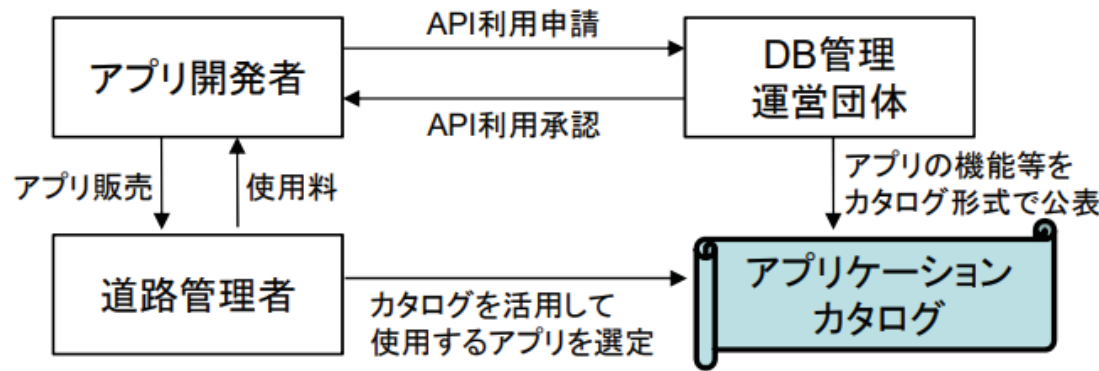 API利用申請
アプリ開発者
DB管理
運営団体
API利用承認
アプリ販売
使用料
アプリの機能等を
カタログ形式で公表
道路管理者
カタログを活用して
使用するアプリを選定
アプリケーション
カタログ